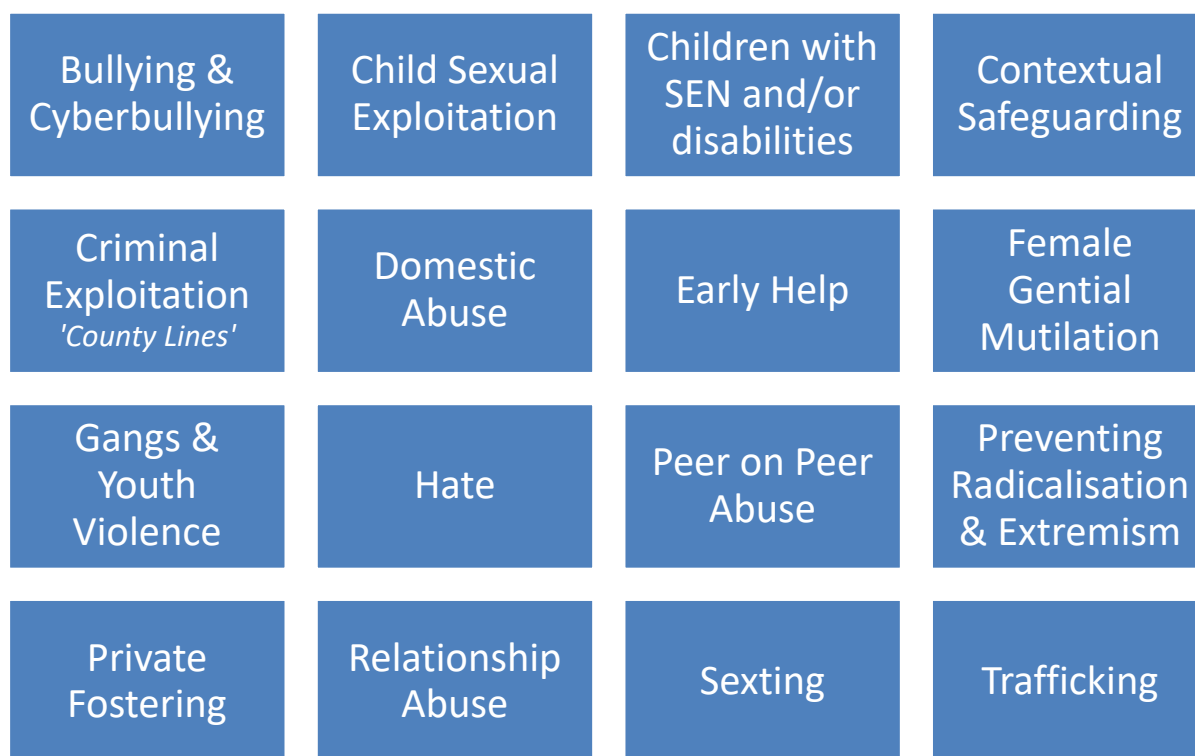 Bullying &
Cyberbullying
Child Sexual
Exploitation
Children with
SEN and/or
disabilities
Contextual
Safeguarding
Criminal
Exploitation
'County Lines'
Domestic
Abuse
Early Help
Female
Gential
Mutilation
Gangs &
Youth
Violence
Hate
Peer on Peer
Abuse
Preventing
Radicalisation
& Extremism
Private
Fostering
Relationship
Abuse
Sexting
Trafficking